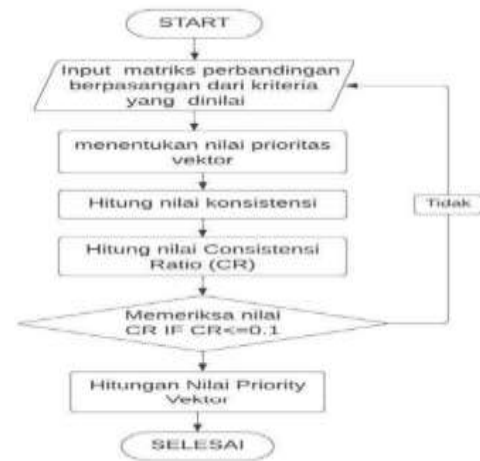 START
Input matriks perbandingan
berpasangan dari kriteria
yang dinilai
menentukan nilai prioritas
vektor
Hitung nilai konsistensi
Tidak
Hitung nilai Consistensi
Ratio (CR)
Memeriksa nilai
CR IF CR<=0.1
Hitungan Nilai Priority
Vektor
SELESAI